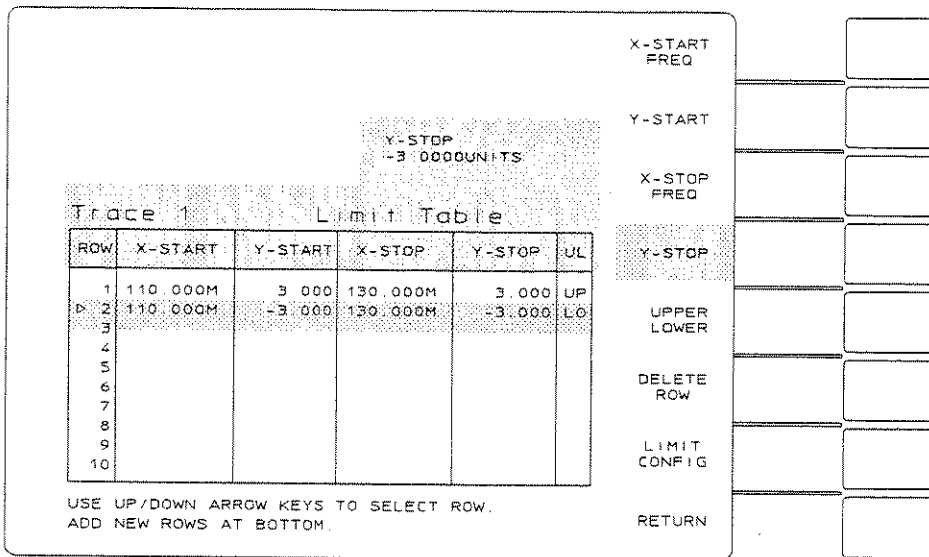 X-START
FREQ
Y-START
Y-STOP
-3.0000UNITS
X-STOP
FREQ
Trace 1 Limit Table
ROW X-START Y-START X-STOP Y-STOP UL
Y-STOP
1 110.000M 3.000 130.000M 3.000 UP
▷ 2 110.000M -3.000 130.000M -3.000 LO
3
4
5
6
7
8
9
10
UPPER
LOWER
DELETE
ROW
LIMIT
CONFIG
USE UP/DOWN ARROW KEYS TO SELECT ROW.
ADD NEW ROWS AT BOTTOM.
RETURN